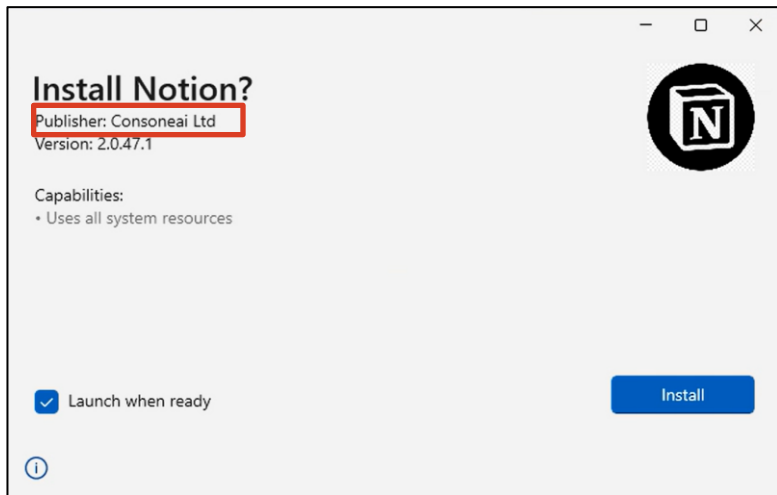 Install Notion?
Publisher: Consoneai Ltd
Version: 2.0.47.1
N
Capabilities:
• Uses all system resources
Launch when ready
Install